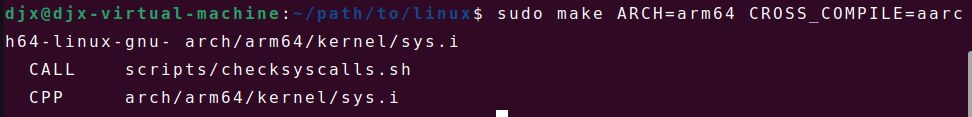 djx@djx-virtual-machine:~/path/to/linux$ sudo make ARCH=arm64 CROSS_COMPILE=aarc
h64-linux-gnu- arch/arm64/kernel/sys.i
  CALL    scripts/checksyscalls.sh
  CPP     arch/arm64/kernel/sys.i